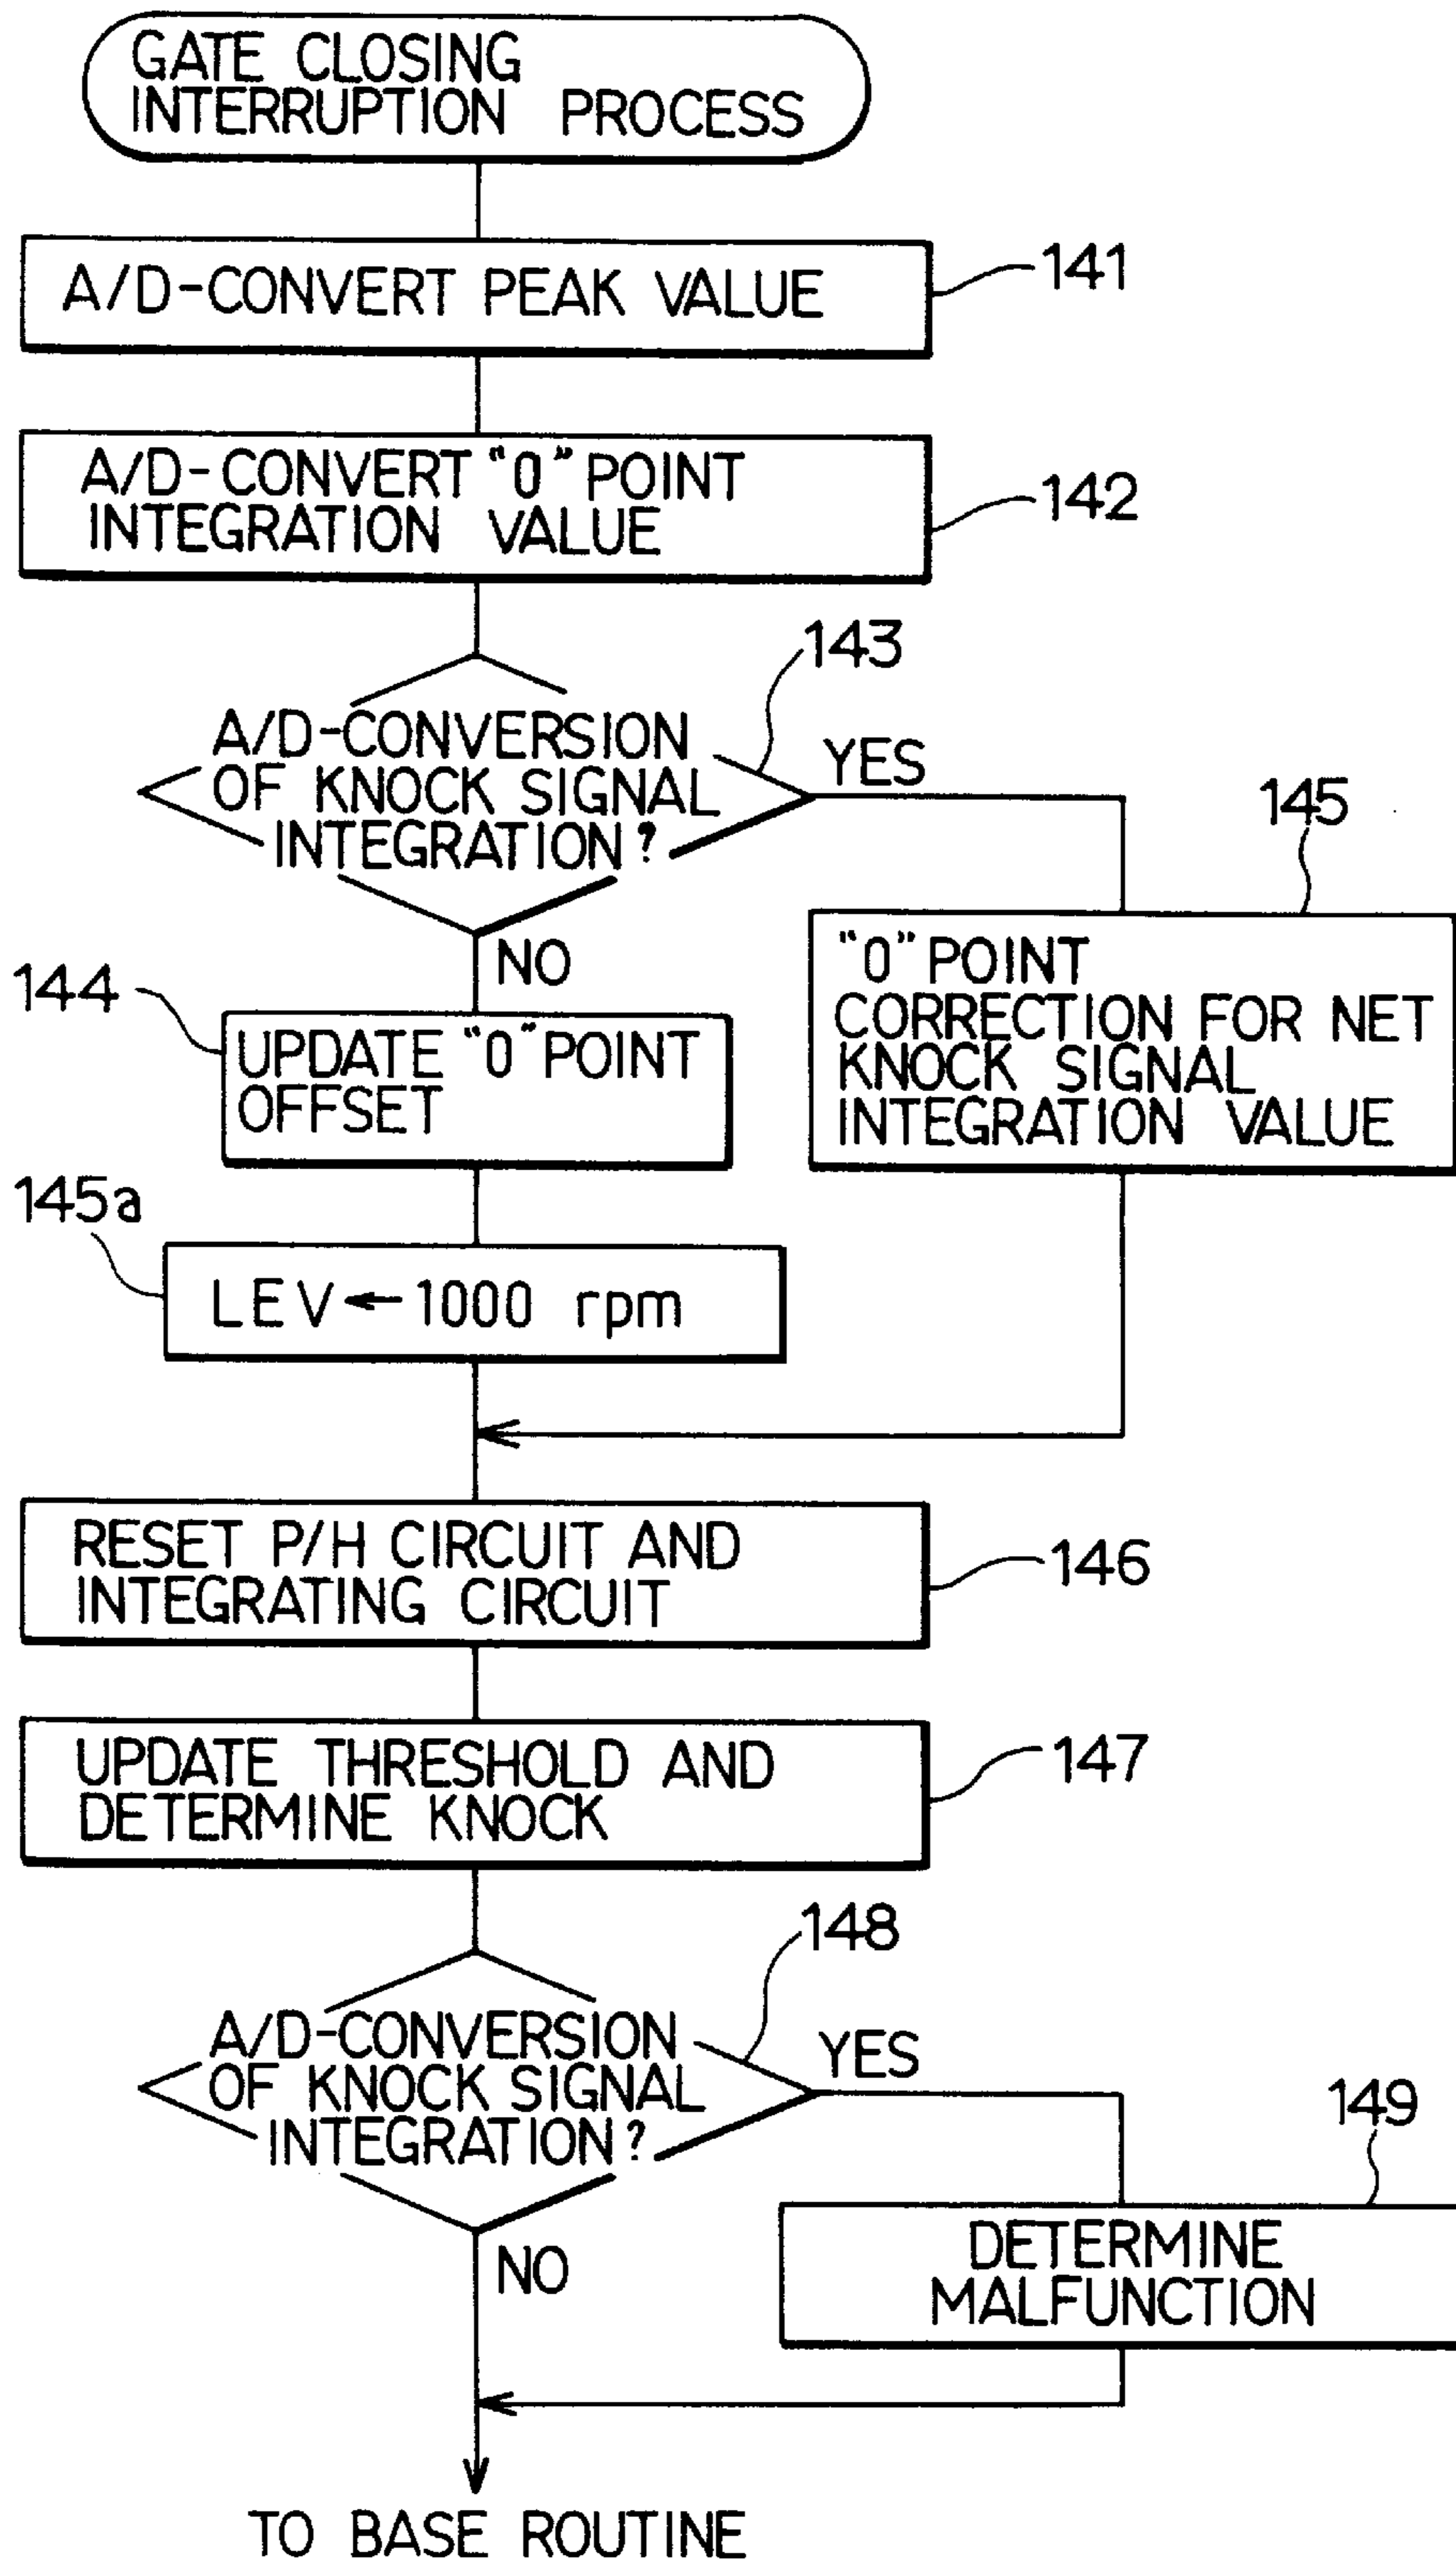 GATE CLOSING
INTERRUPTION PROCESS
A/D-CONVERT PEAK VALUE
141
A/D-CONVERT "0" POINT
INTEGRATION VALUE
142
143
A/D-CONVERSION
OF KNOCK SIGNAL
INTEGRATION?
YES
145
NO
"0" POINT
CORRECTION FOR NET
KNOCK SIGNAL
INTEGRATION VALUE
144
UPDATE "0" POINT
OFFSET
145a
LEV ← 1000 rpm
RESET P/H CIRCUIT AND
INTEGRATING CIRCUIT
146
UPDATE THRESHOLD AND
DETERMINE KNOCK
147
148
A/D-CONVERSION
OF KNOCK SIGNAL
INTEGRATION?
YES
149
NO
DETERMINE
MALFUNCTION
TO BASE ROUTINE